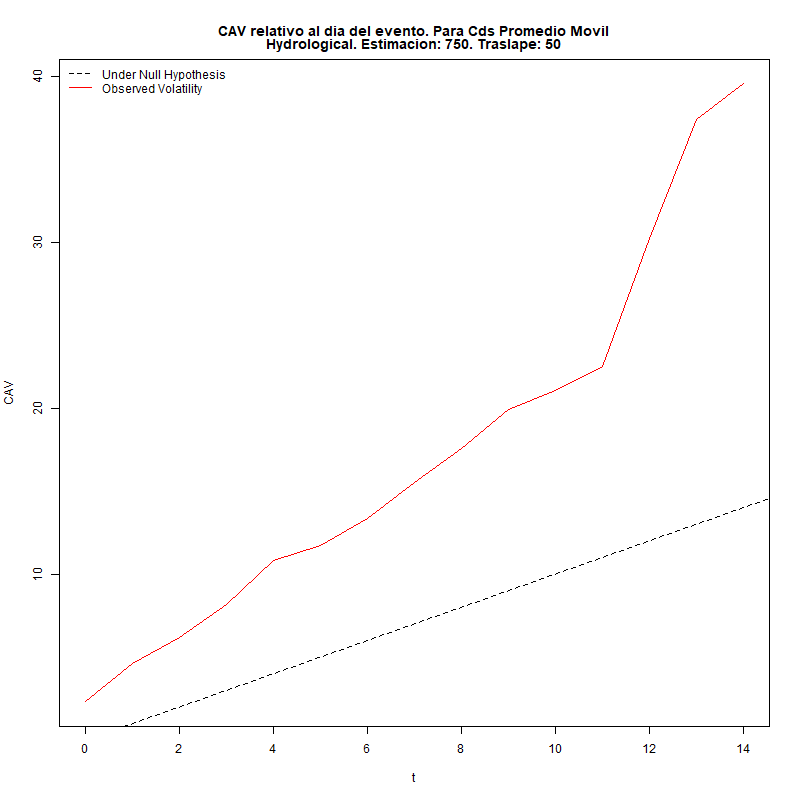 CAV relativo al dia del evento. Para Cds Promedio Movil
Hydrological. Estimacion: 750. Traslape: 50
Under Null Hypothesis
Observed Volatility
40
30
20
10
CAV
0 2 4 6 8 10 12 14
t